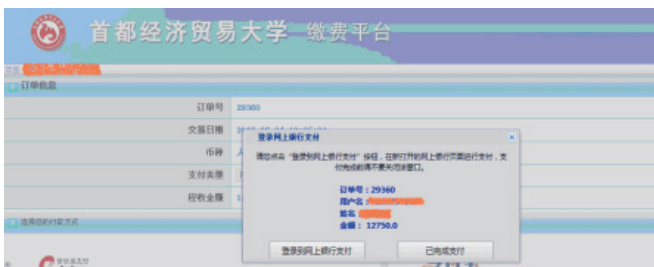 首都经济贸易大学 缴费平台
订单信息
订单号 29360
交易日期
币种
支付类型
应收金额
登录网上银行支付
请您点击“登录到网上银行支付”按钮,在新打开的网上银行页面进行支付,支
付完成前请不要关闭该窗口。
订单号:29360
用户名:
姓名:
金额: 12750.0
选择您的付款方式
登录到网上银行支付 已完成支付